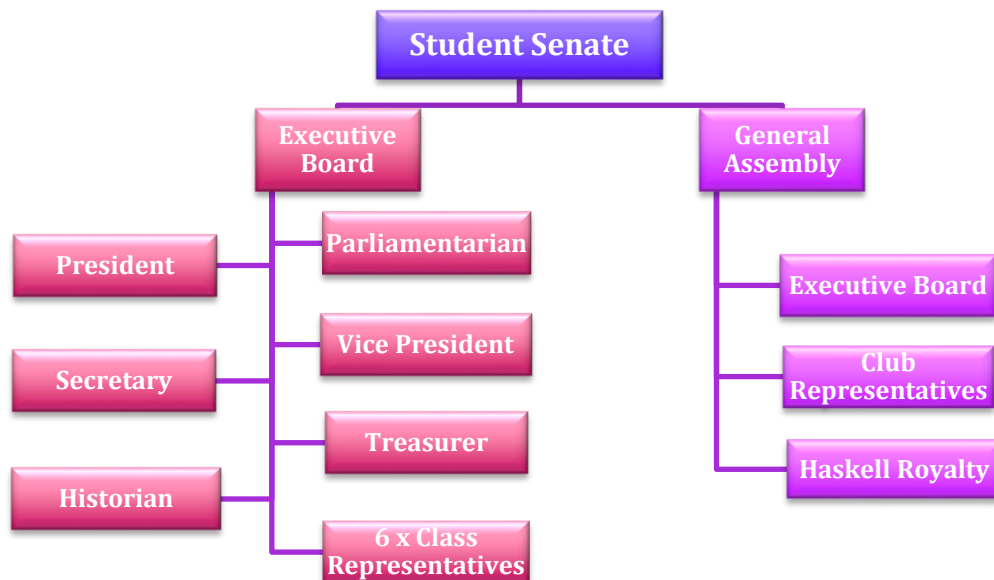 Student Senate
Executive
Board
General
Assembly
President
Parliamentarian
Secretary
Vice President
Historian
Treasurer
6 x Class
Representatives
Executive Board
Club
Representatives
Haskell Royalty